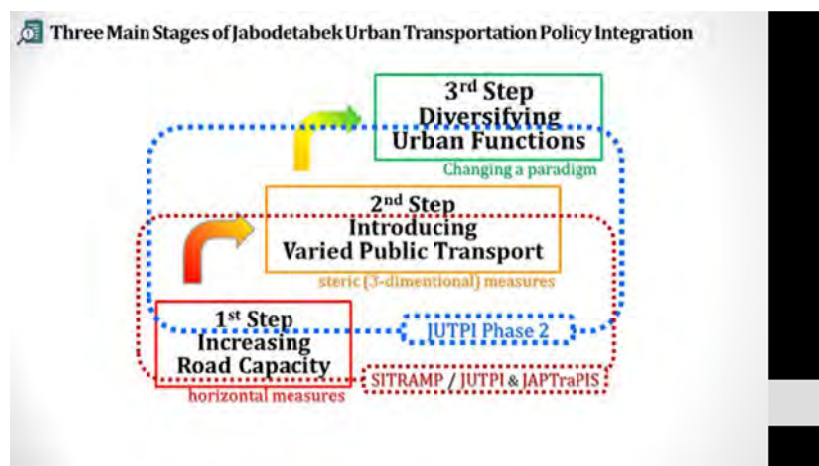 Three Main Stages of Jabodetabek Urban Transportation Policy Integration
3rd Step
Diversifying
Urban Functions
Changing a paradigm
2nd Step
Introducing
Varied Public Transport
steric (3-dimentional) measures
1st Step
Increasing
Road Capacity
horizontal measures
JUTPI Phase 2
SITRAMP / JUTPI & JAPTraPIS